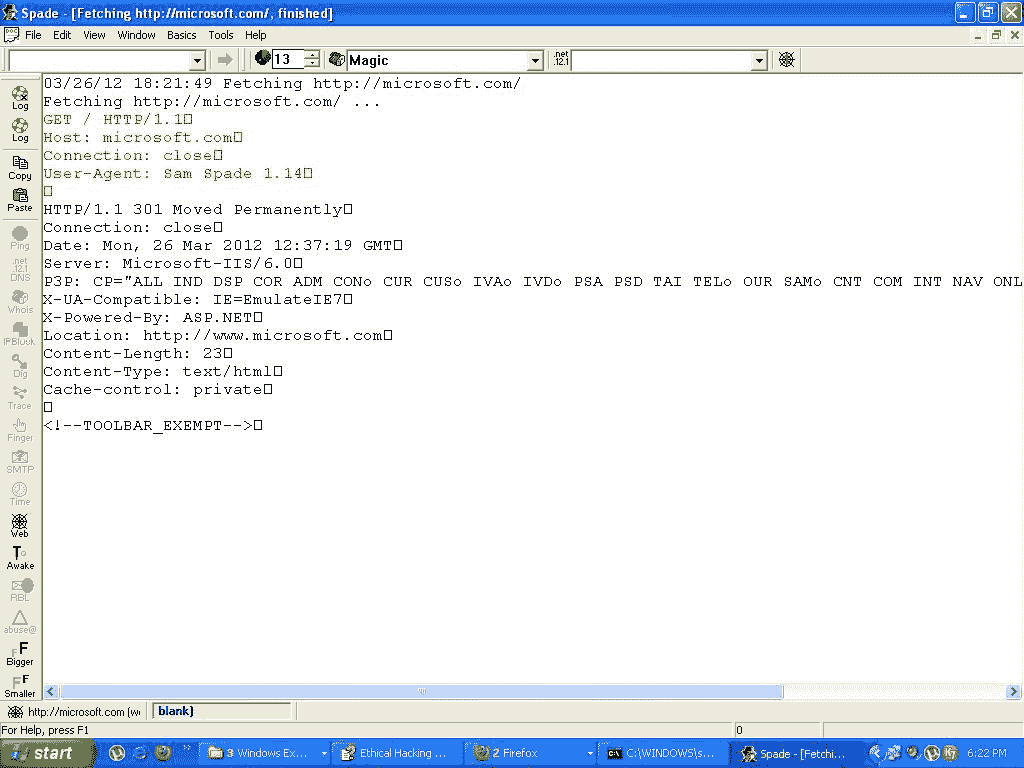 Spade - [Fetching http://microsoft.com/, finished]
File Edit View Window Basics Tools Help
13 Magic .net .12.1
03/26/12 18:21:49 Fetching http://microsoft.com/
Fetching http://microsoft.com/ ...
GET / HTTP/1.1
Host: microsoft.com
Connection: close
User-Agent: Sam Spade 1.14
HTTP/1.1 301 Moved Permanently
Connection: close
Date: Mon, 26 Mar 2012 12:37:19 GMT
Server: Microsoft-IIS/6.0
P3P: CP="ALL IND DSP COR ADM CONo CUR CUSo IVAo IVDo PSA PSD TAI TELo OUR SAMo CNT COM INT NAV ONL
X-UA-Compatible: IE=EmulateIE7
X-Powered-By: ASP.NET
Location: http://www.microsoft.com
Content-Length: 23
Content-Type: text/html
Cache-control: private
<!--TOOLBAR_EXEMPT-->
Log
Log
Copy
Paste
Ping
.net
.12.1
DNS
Whois
IPBlock
Dig
Trace
Finger
SMTP
Time
Web
Awake
RBL
abuse@
Bigger
Smaller
http://microsoft.com (we blank)
For Help, press F1 0
start 3 Windows Ex... Ethical Hacking ... 2 Firefox C:\WINDOWS\s... Spade - [Fetchi... 6:22 PM